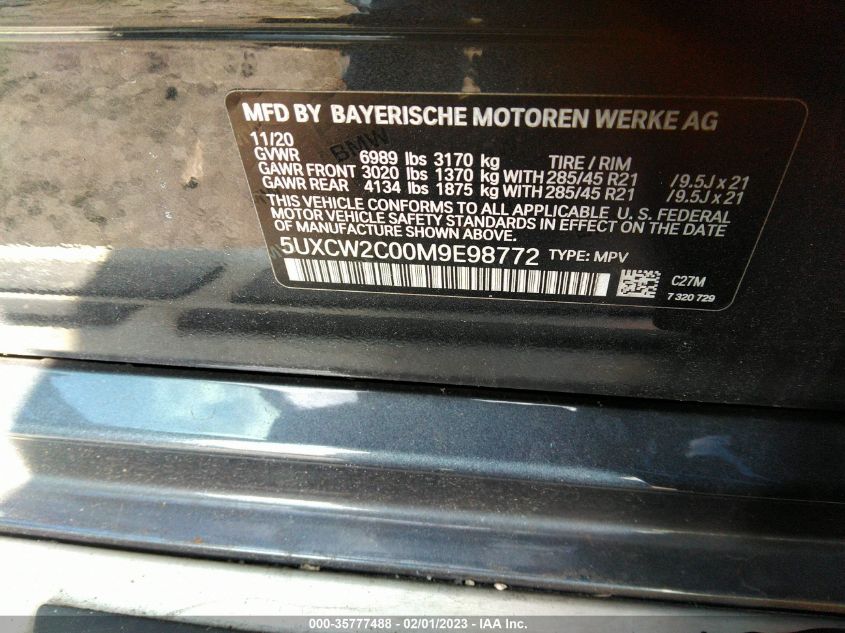 MFD BY BAYERISCHE MOTOREN WERKE AG
11/20
GVWR 6989 lbs 3170 kg TIRE / RIM
GAWR FRONT 3020 lbs 1370 kg WITH 285/45 R21 /9.5J x 21
GAWR REAR 4134 lbs 1875 kg WITH 285/45 R21 /9.5J x 21
THIS VEHICLE CONFORMS TO ALL APPLICABLE U. S. FEDERAL
MOTOR VEHICLE SAFETY STANDARDS IN EFFECT ON THE DATE
OF MANUFACTURE SHOWN ABOVE.
5UXCW2C00M9E98772 TYPE: MPV
C27M
7 320 729
BMW
000-35777488 - 02/01/2023 - IAA Inc.